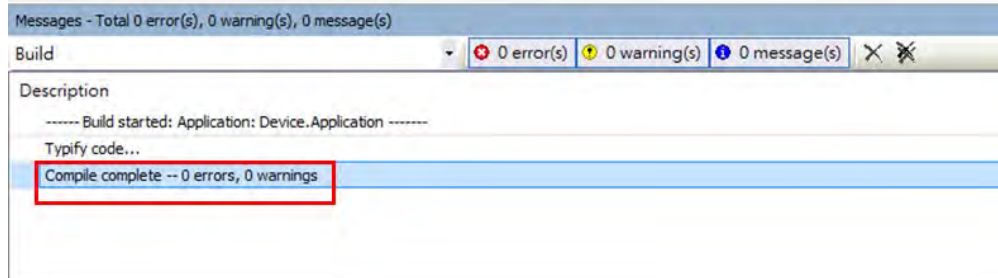 Messages - Total 0 error(s), 0 warning(s), 0 message(s)
Build 0 error(s) 0 warning(s) 0 message(s)
Description
------ Build started: Application: Device.Application -------
Typify code...
Compile complete -- 0 errors, 0 warnings